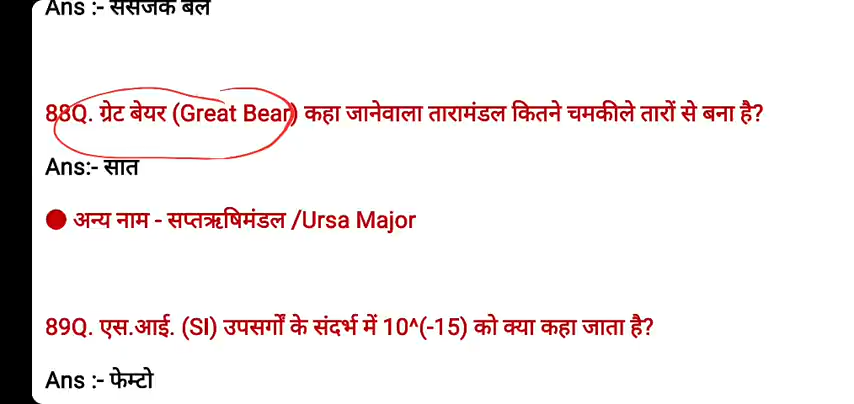 Ans :- ससंजक बल
88Q. ग्रेट बेयर (Great Bear) कहा जानेवाला तारामंडल कितने चमकीले तारों से बना है?
Ans:- सात
अन्य नाम - सप्तऋषिमंडल /Ursa Major
89Q. एस.आई. (SI) उपसर्गों के संदर्भ में 10^(-15) को क्या कहा जाता है?
Ans :- फेम्टो